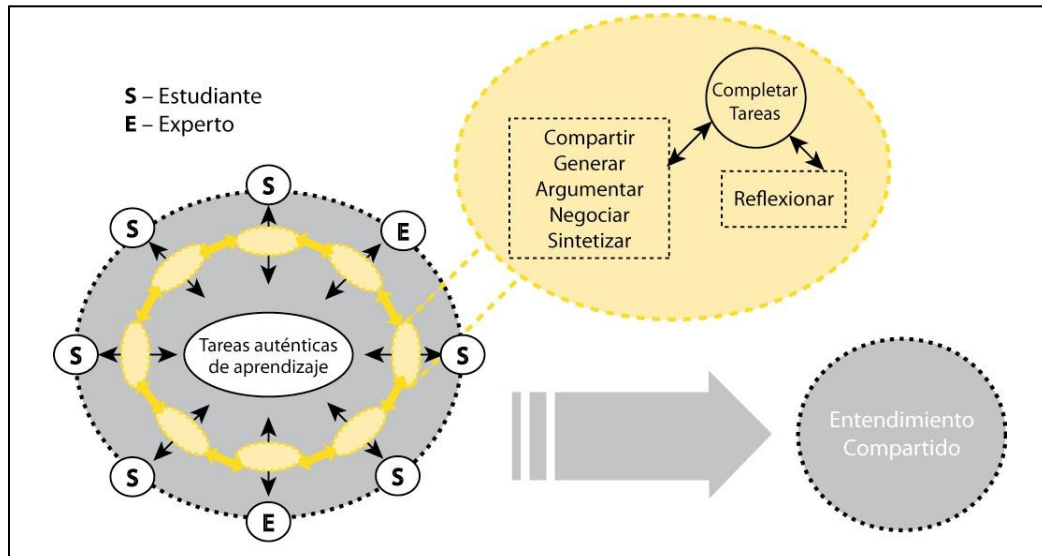 S – Estudiante
E – Experto
Completar
Tareas
Compartir
Generar
Argumentar
Negociar
Sintetizar
Reflexionar
S
S
E
S
Tareas auténticas
de aprendizaje
S
S
E
S
Entendimiento
Compartido